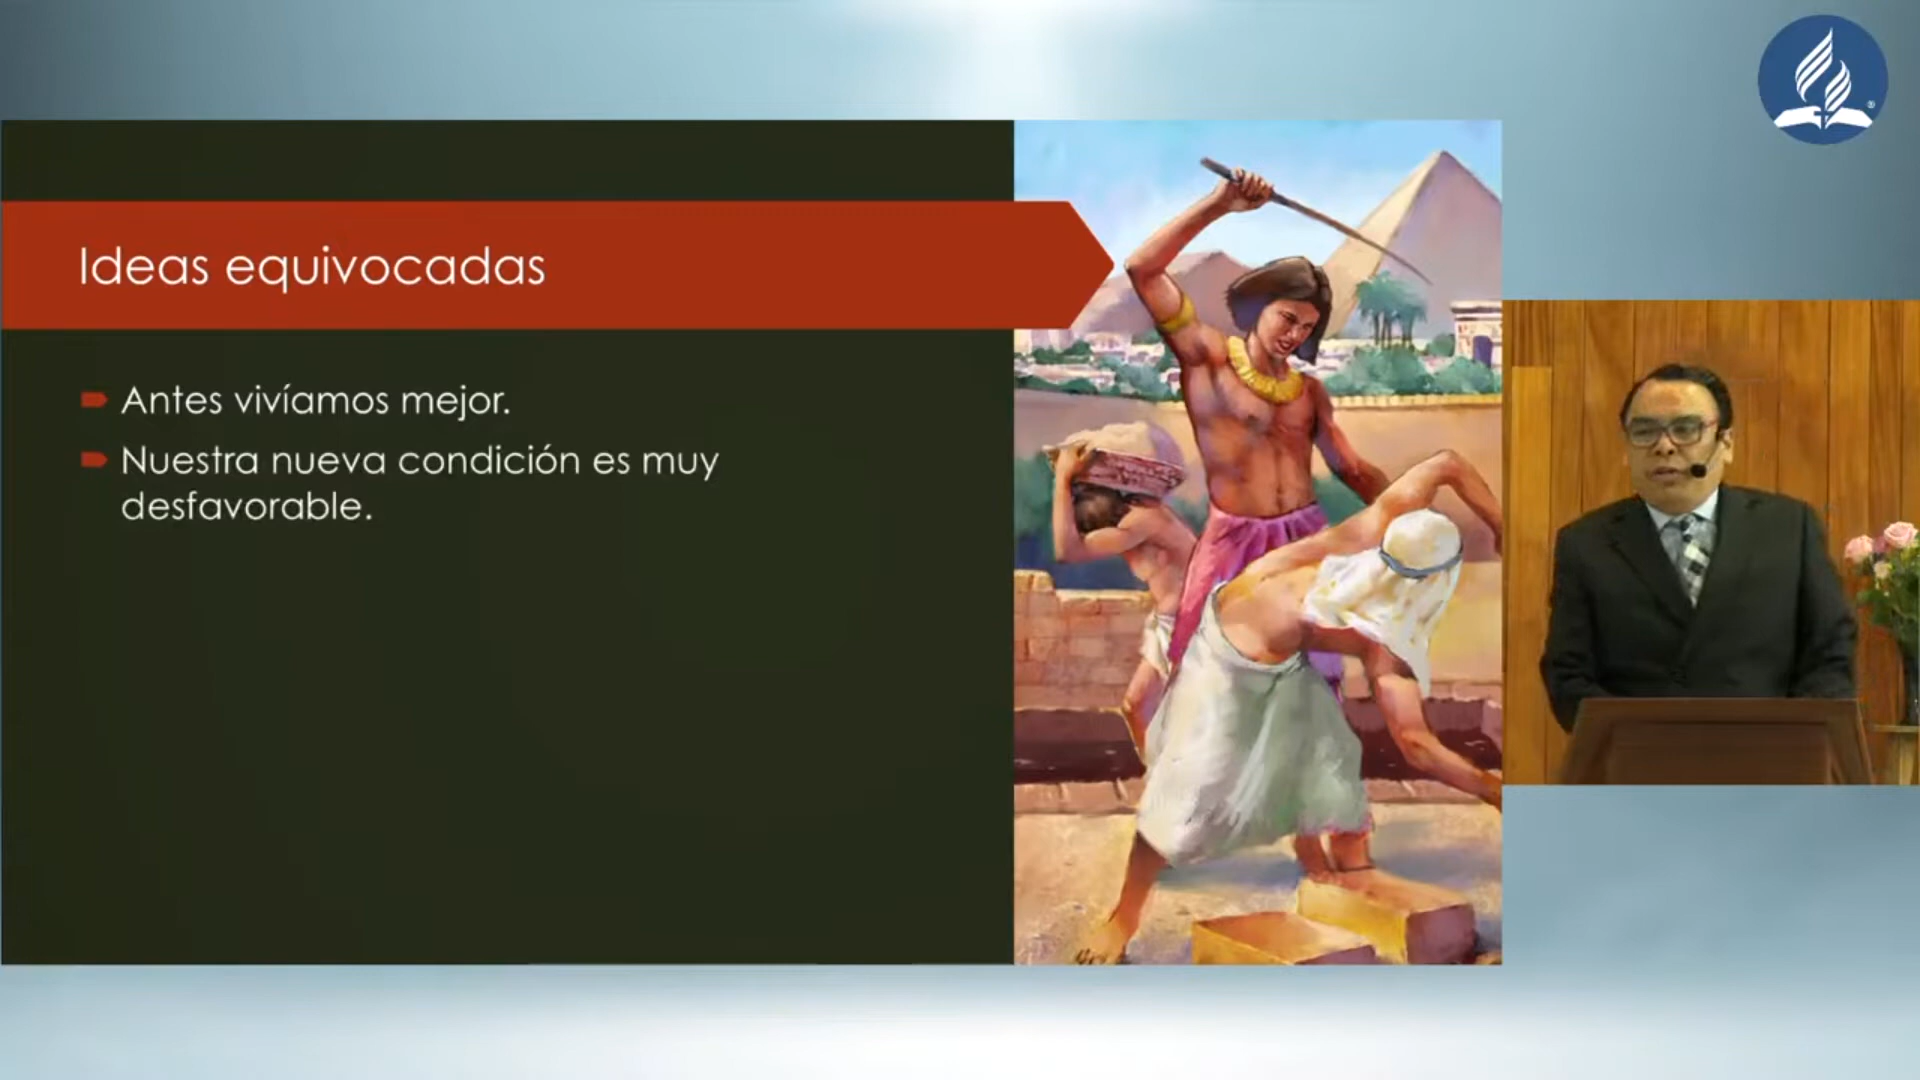 Ideas equivocadas
Antes vivíamos mejor.
Nuestra nueva condición es muy
desfavorable.